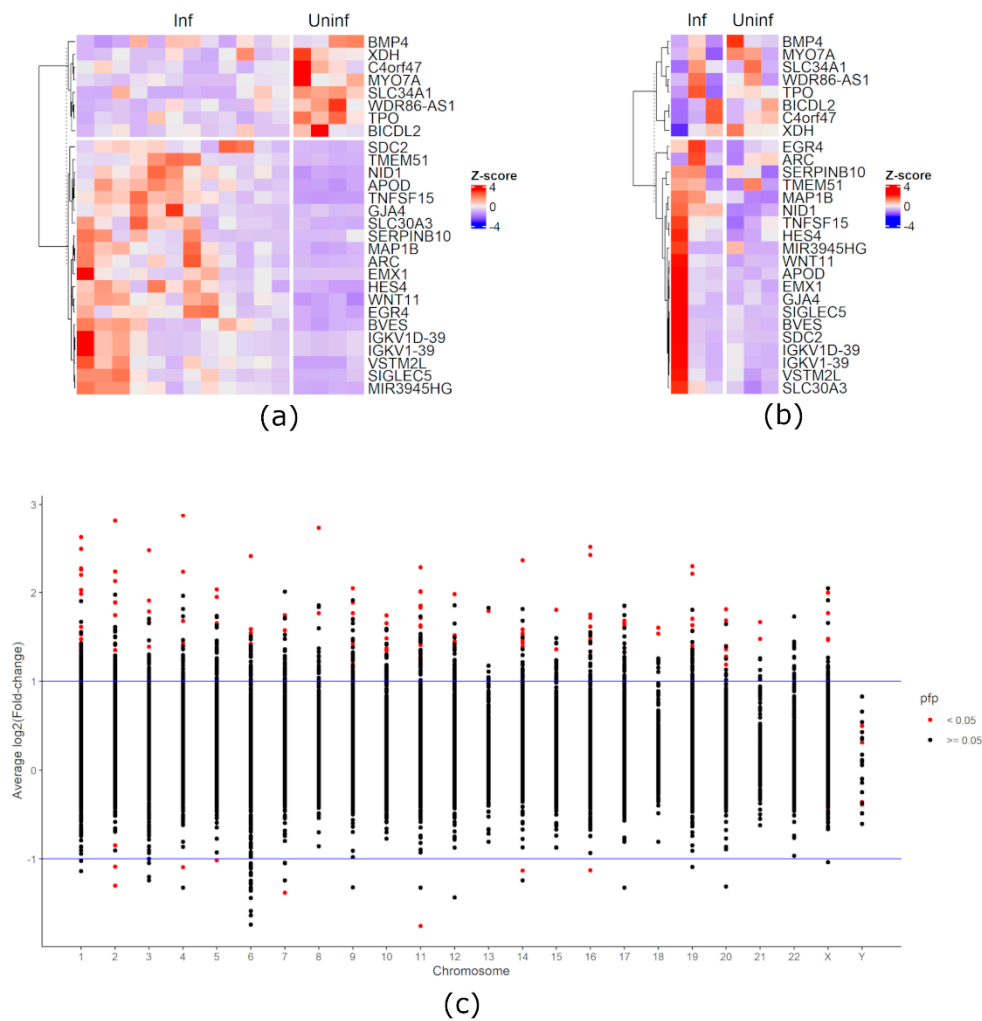 Inf Uninf
BMP4
XDH
C4orf47
MYO7A
SLC34A1
WDR86-AS1
TPO
BICDL2
SDC2
TMEM51
NID1
APOD
TNFSF15
GJA4
SLC30A3
SERPINB10
MAP1B
ARC
EMX1
HES4
WNT11
EGR4
BVES
IGKV1D-39
IGKV1-39
VSTM2L
SIGLEC5
MIR3945HG
Z-score
4
0
-4
(a)
Inf Uninf
BMP4
MYO7A
SLC34A1
WDR86-AS1
TPO
BICDL2
C4orf47
XDH
EGR4
ARC
SERPINB10
TMEM51
MAP1B
NID1
TNFSF15
HES4
MIR3945HG
WNT11
APOD
EMX1
GJA4
SIGLEC5
BVES
SDC2
IGKV1D-39
IGKV1-39
VSTM2L
SLC30A3
Z-score
4
0
-4
(b)
Average log2(Fold-change)
3
2
1
0
-1
1 2 3 4 5 6 7 8 9 10 11 12 13 14 15 16 17 18 19 20 21 22 X Y
Chromosome
pfp
< 0.05
>= 0.05
(c)